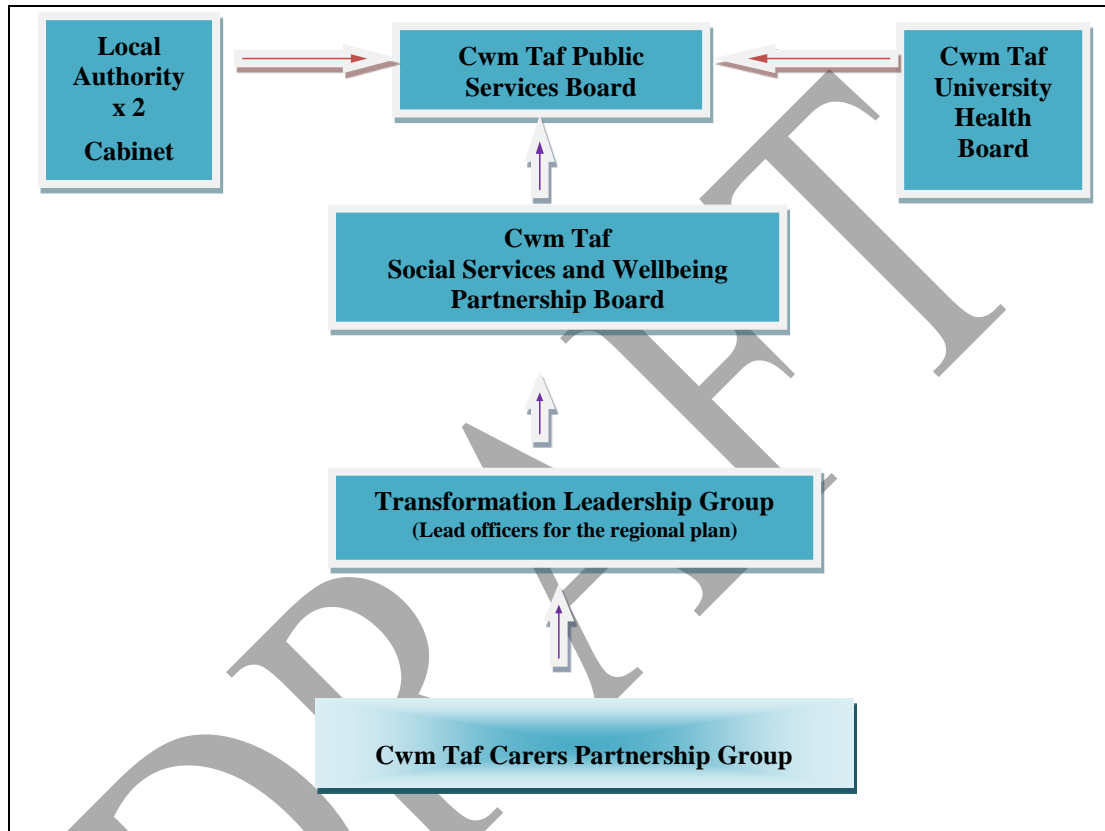 Local
Authority
x 2
Cabinet
Cwm Taf Public
Services Board
Cwm Taf
University
Health
Board
Cwm Taf
Social Services and Wellbeing
Partnership Board
Transformation Leadership Group
(Lead officers for the regional plan)
Cwm Taf Carers Partnership Group
DRAFT